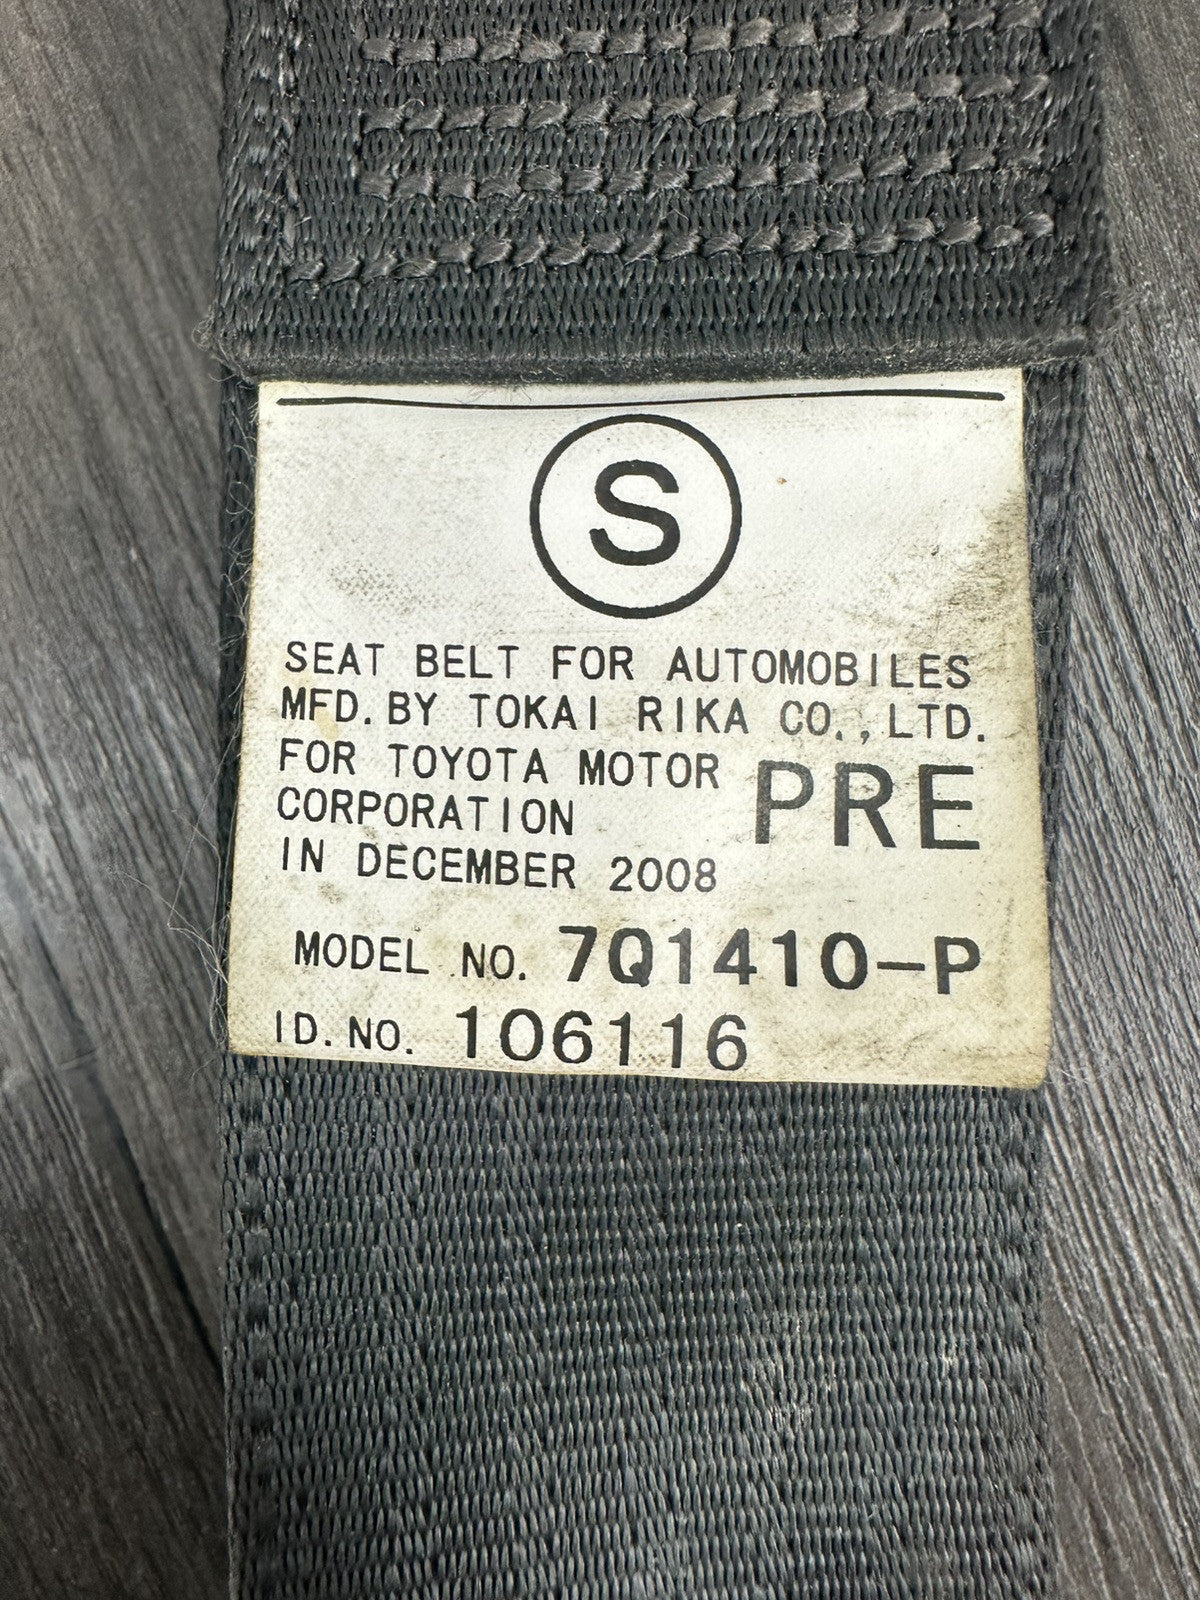 S
SEAT BELT FOR AUTOMOBILES
MFD. BY TOKAI RIKA CO., LTD.
FOR TOYOTA MOTOR
CORPORATION
PRE
IN DECEMBER 2008
MODEL NO. 7Q1410-P
ID. NO. 106116